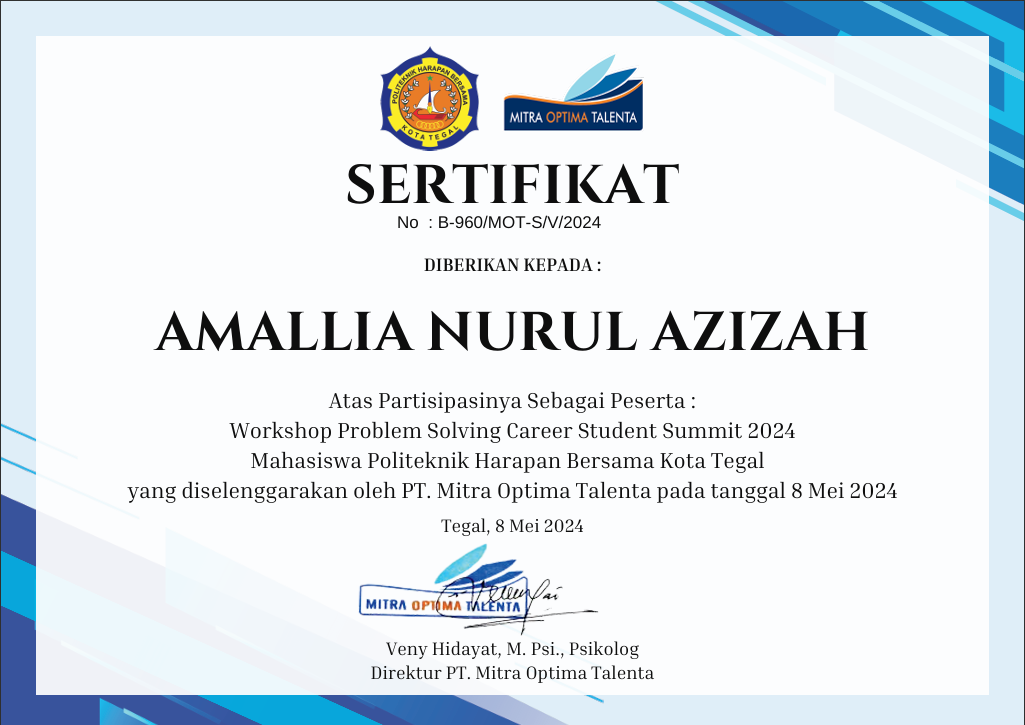 POLITEKNIK HARAPAN BERSAMA
KOTA TEGAL
MITRA OPTIMA TALENTA
SERTIFIKAT
No : B-960/MOT-S/V/2024
DIBERIKAN KEPADA :
AMALLIA NURUL AZIZAH
Atas Partisipasinya Sebagai Peserta :
Workshop Problem Solving Career Student Summit 2024
Mahasiswa Politeknik Harapan Bersama Kota Tegal
yang diselenggarakan oleh PT. Mitra Optima Talenta pada tanggal 8 Mei 2024
Tegal, 8 Mei 2024
MITRA OPTIMA TALENTA
Veny Hidayat, M. Psi., Psikolog
Direktur PT. Mitra Optima Talenta